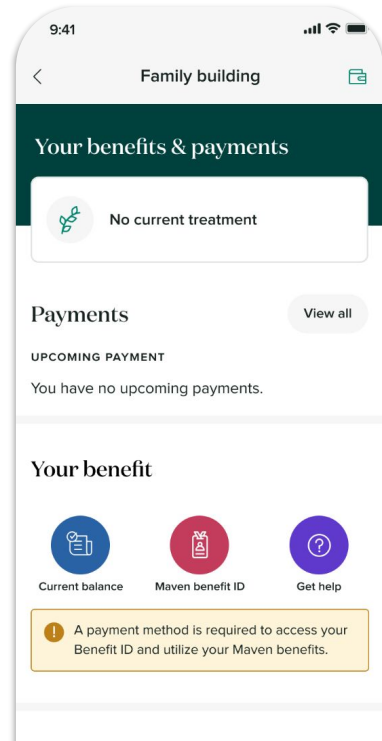 9:41
Family building
Your benefits & payments
No current treatment
Payments
View all
UPCOMING PAYMENT
You have no upcoming payments.
Your benefit
Current balance
Maven benefit ID
Get help
A payment method is required to access your
Benefit ID and utilize your Maven benefits.